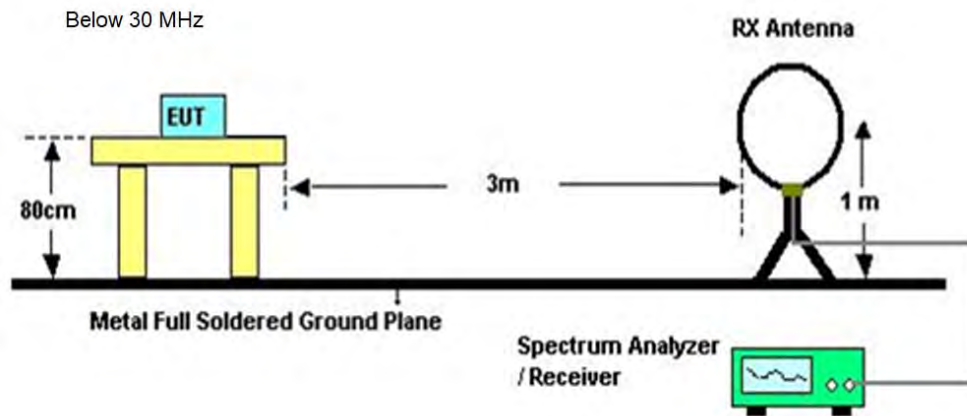 Below 30 MHz
RX Antenna
EUT
80cm
3m
1 m
Metal Full Soldered Ground Plane
Spectrum Analyzer
/ Receiver